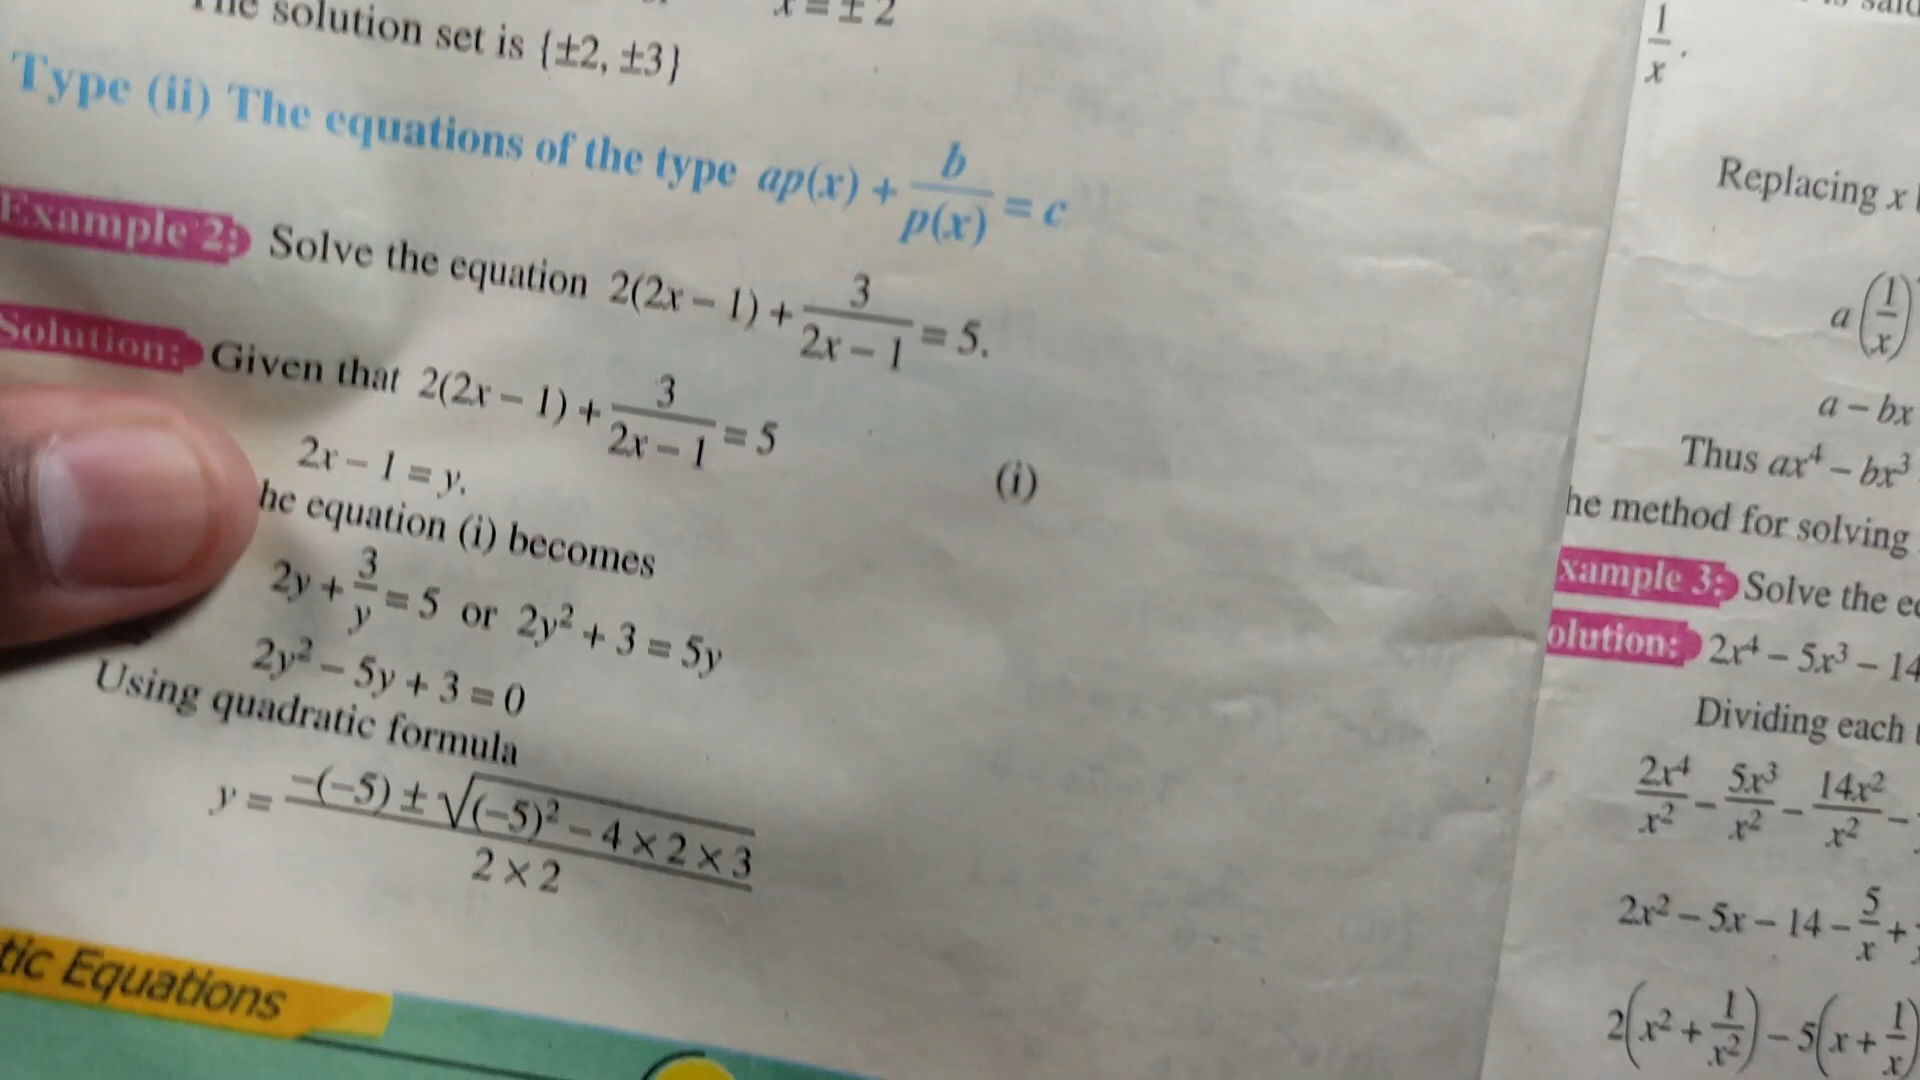 The solution set is {±2, ±3}
x = ± 2
Type (ii) The equations of the type ap(x) + b/p(x) = c
Example 2: Solve the equation 2(2x − 1) + 3/(2x − 1) = 5.
Solution: Given that 2(2x − 1) + 3/(2x − 1) = 5 (i)
2x − 1 = y.
he equation (i) becomes
2y + 3/y = 5 or 2y² + 3 = 5y
2y² − 5y + 3 = 0
Using quadratic formula
y = (−(−5) ± √((−5)² − 4 × 2 × 3))/(2 × 2)
tic Equations
1/x.
Replacing x
a(1/x)
a − bx
Thus ax⁴ − bx³
he method for solving
xample 3: Solve the
olution: 2x⁴ − 5x³ − 14
Dividing each
2x⁴/x² − 5x³/x² − 14x²/x² −
2x² − 5x − 14 − 5/x +
2(x² + 1/x²) − 5(x + 1/x)